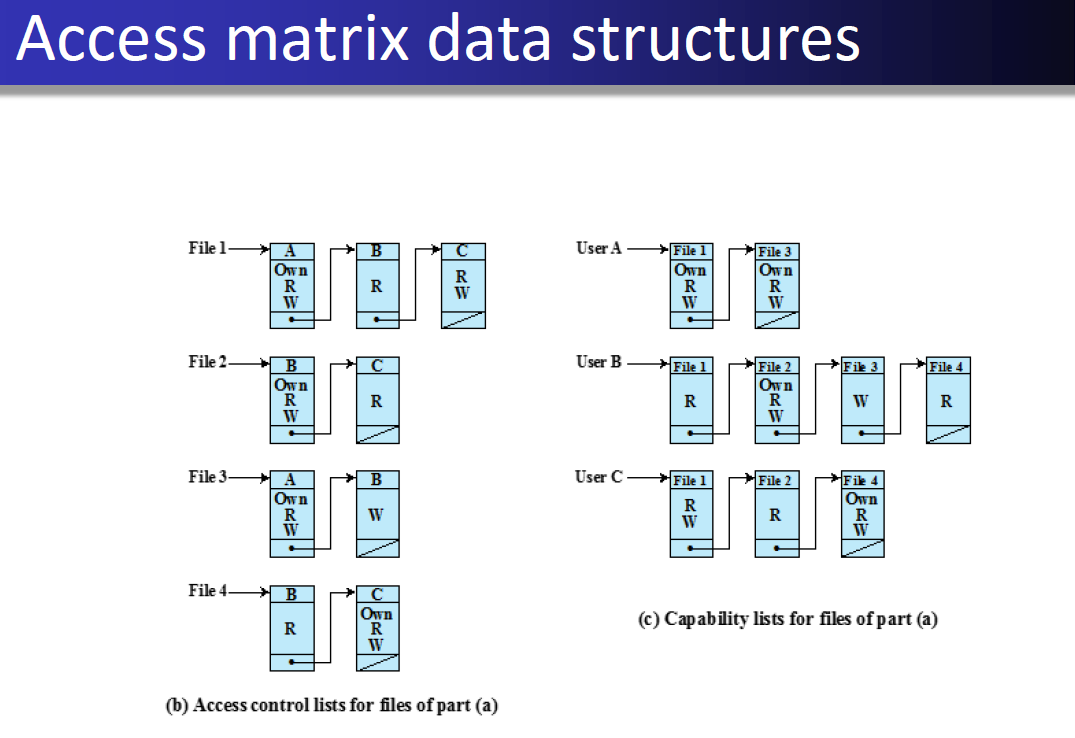 Access matrix data structures
File 1
A
Own
R
W
B
R
C
R
W
File 2
B
Own
R
W
C
R
File 3
A
Own
R
W
B
W
File 4
B
R
C
Own
R
W
(b) Access control lists for files of part (a)
User A
File 1
Own
R
W
File 3
Own
R
W
User B
File 1
R
File 2
Own
R
W
File 3
W
File 4
R
User C
File 1
R
W
File 2
R
File 4
Own
R
W
(c) Capability lists for files of part (a)